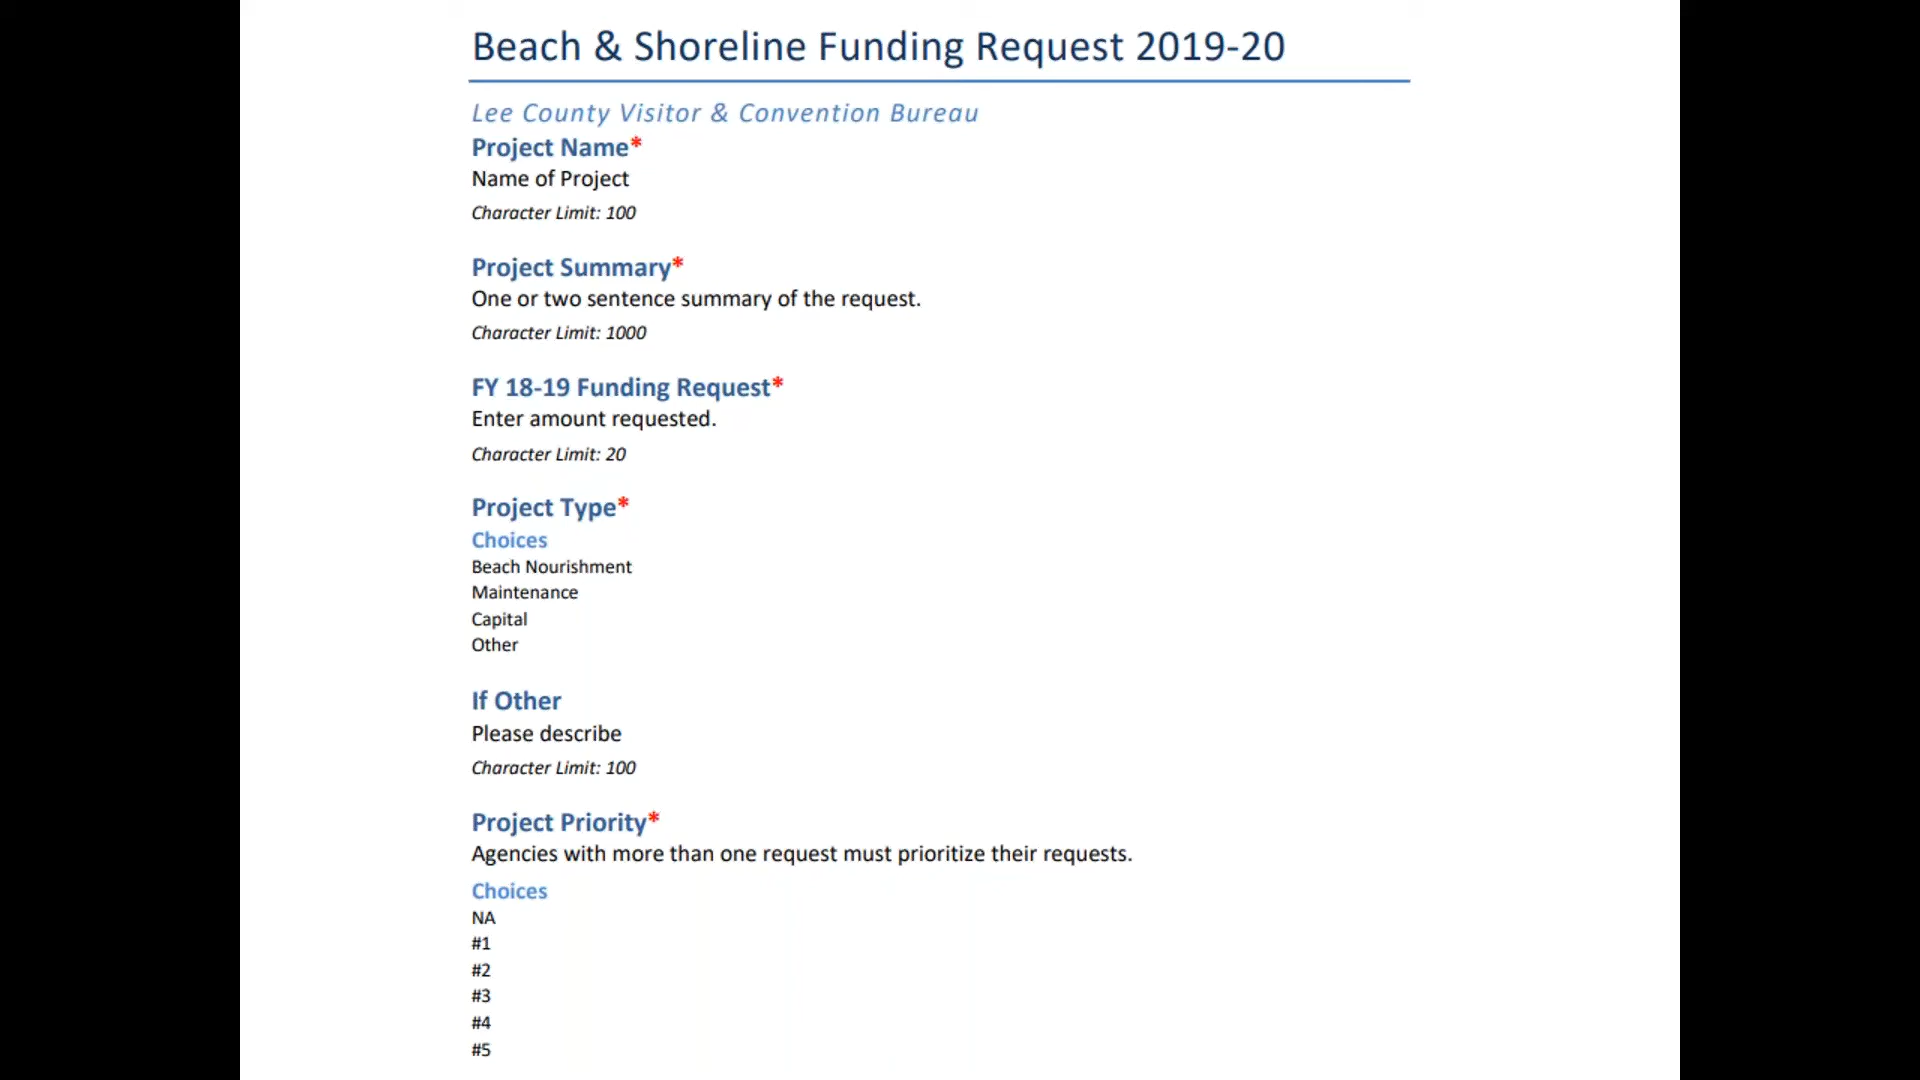 Beach & Shoreline Funding Request 2019-20
Lee County Visitor & Convention Bureau
Project Name*
Name of Project
Character Limit: 100
Project Summary*
One or two sentence summary of the request.
Character Limit: 1000
FY 18-19 Funding Request*
Enter amount requested.
Character Limit: 20
Project Type*
Choices
Beach Nourishment
Maintenance
Capital
Other
If Other
Please describe
Character Limit: 100
Project Priority*
Agencies with more than one request must prioritize their requests.
Choices
NA
#1
#2
#3
#4
#5